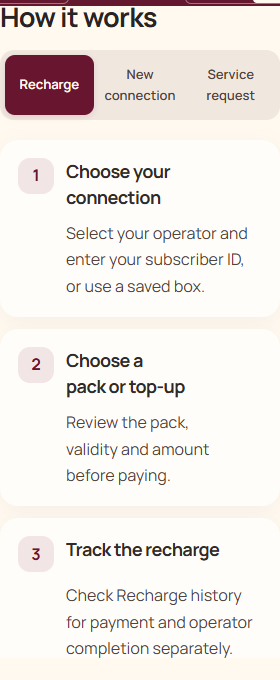 How it works
Recharge
New
connection
Service
request
1
Choose your
connection
Select your operator and
enter your subscriber ID,
or use a saved box.
2
Choose a
pack or top-up
Review the pack,
validity and amount
before paying.
3
Track the recharge
Check Recharge history
for payment and operator
completion separately.